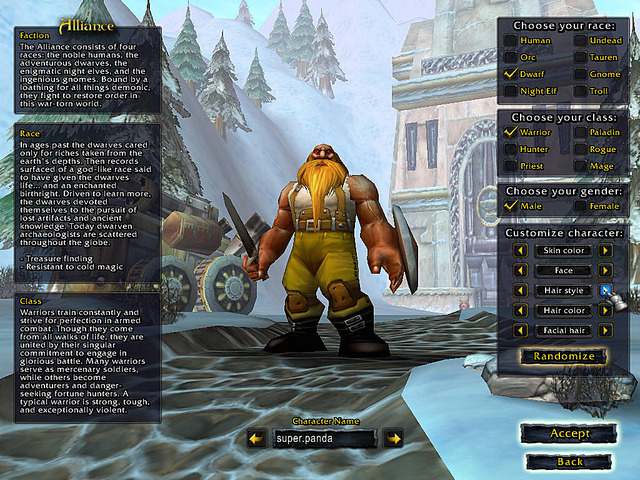 Alliance
Faction
The Alliance consists of four
races: the noble humans, the
adventurous dwarves, the
enigmatic night elves, and the
ingenious gnomes. Bound by a
loathing for all things demonic,
they fight to restore order in
this war-torn world.
Race
In ages past the dwarves cared
only for riches taken from the
earth's depths. Then records
surfaced of a god-like race said
to have given the dwarves
life... and an enchanted
birthright. Driven to learn more,
the dwarves devoted
themselves to the pursuit of
lost artifacts and ancient
knowledge. Today dwarven
archaeologists are scattered
throughout the globe.
- Treasure finding
- Resistant to cold magic
Class
Warriors train constantly and
strive for perfection in armed
combat. Though they come
from all walks of life, they are
united by their singular
commitment to engage in
glorious battle. Many warriors
serve as mercenary soldiers,
while others become
adventurers and danger-
seeking fortune hunters. A
typical warrior is strong, tough,
and exceptionally violent.
Character Name
super.panda
Choose your race:
Human Undead
Orc Tauren
Dwarf Gnome
Night Elf Troll
Choose your class:
Warrior Paladin
Hunter Rogue
Priest Mage
Choose your gender:
Male Female
Customize character:
Skin color
Face
Hair style
Hair color
Facial hair
Randomize
Accept
Back